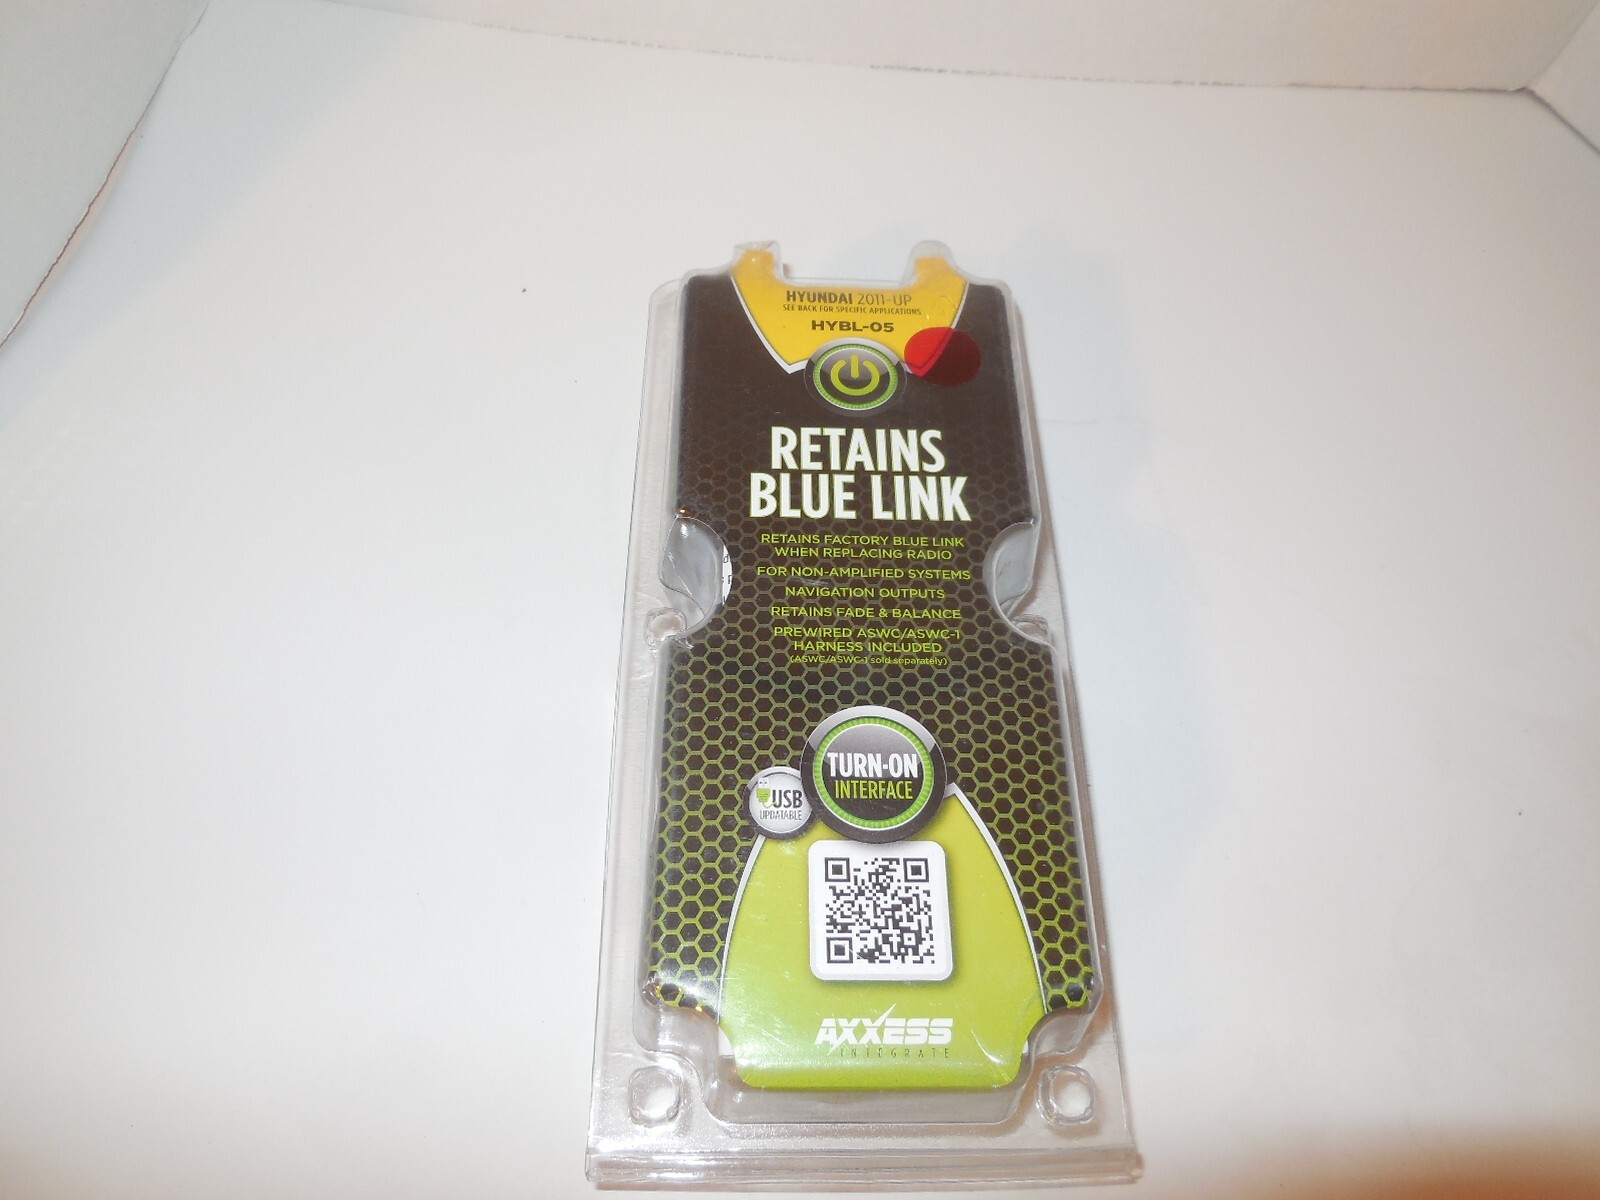 HYUNDAI 2011-UP
SEE BACK FOR SPECIFIC APPLICATIONS
HYBL-05
RETAINS
BLUE LINK
RETAINS FACTORY BLUE LINK
WHEN REPLACING RADIO
FOR NON-AMPLIFIED SYSTEMS
NAVIGATION OUTPUTS
RETAINS FADE & BALANCE
PREWIRED ASWC/ASWC-1
HARNESS INCLUDED
(ASWC/ASWC-1 sold separately)
TURN-ON
INTERFACE
USB
UPDATABLE
AXXESS
INTEGRATE